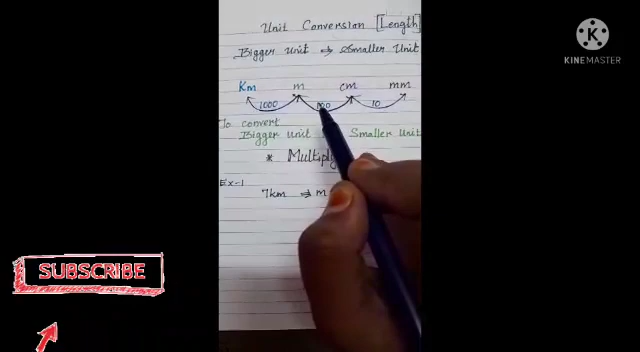 Unit Conversion [Length]
Bigger Unit ⇒ Smaller Unit
Km m cm mm
1000 100 10
To convert
Bigger Unit Smaller Unit
* Multiply
Ex-1
7km ⇒ m
SUBSCRIBE
K
KINEMASTER